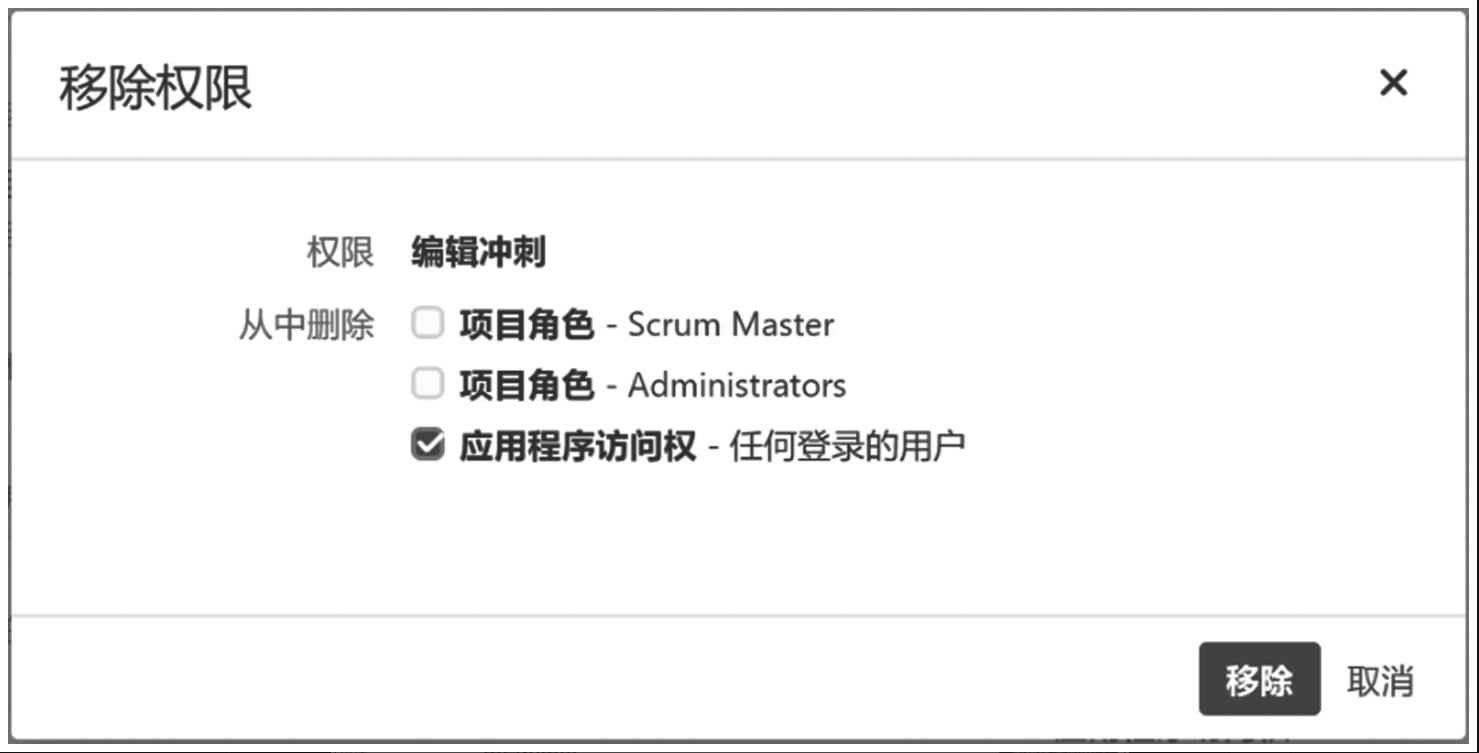 移除权限
权限 编辑冲刺
从中删除 项目角色 - Scrum Master
项目角色 - Administrators
应用程序访问权 - 任何登录的用户
移除 取消